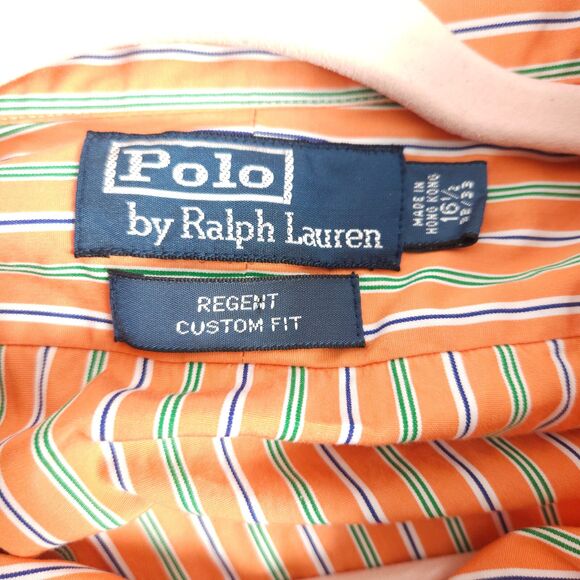 Polo
by Ralph Lauren
MADE IN
HONG KONG
16½
REGENT
CUSTOM FIT